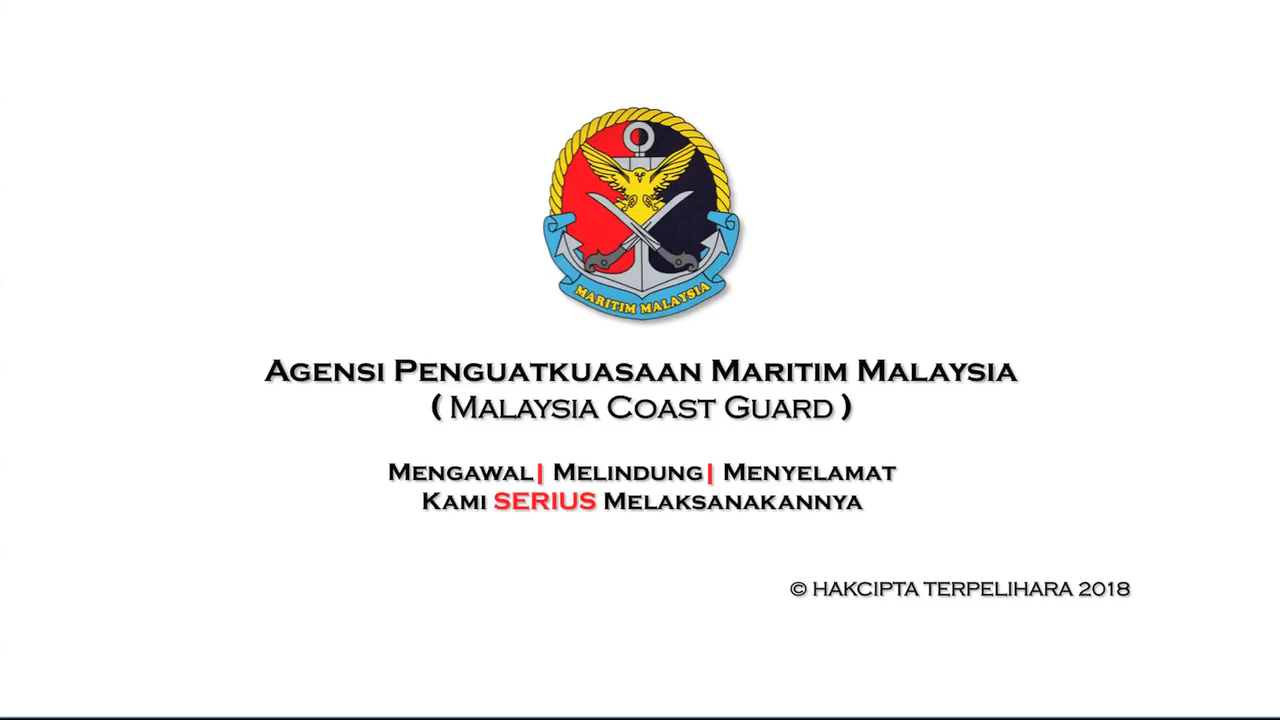 MARITIM MALAYSIA
AGENSI PENGUATKUASAAN MARITIM MALAYSIA
( MALAYSIA COAST GUARD )
MENGAWAL| MELINDUNG| MENYELAMAT
KAMI SERIUS MELAKSANAKANNYA
© HAKCIPTA TERPELIHARA 2018